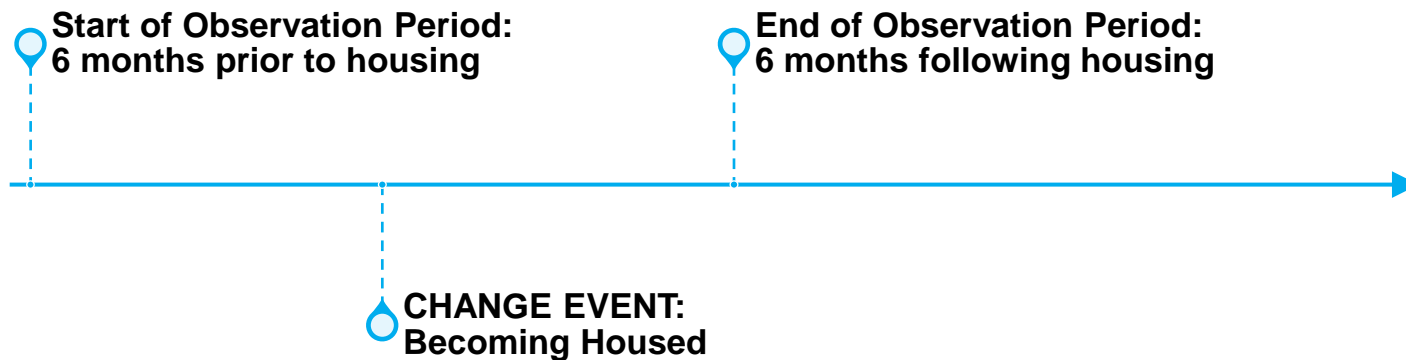 Start of Observation Period:
6 months prior to housing
End of Observation Period:
6 months following housing
CHANGE EVENT:
Becoming Housed